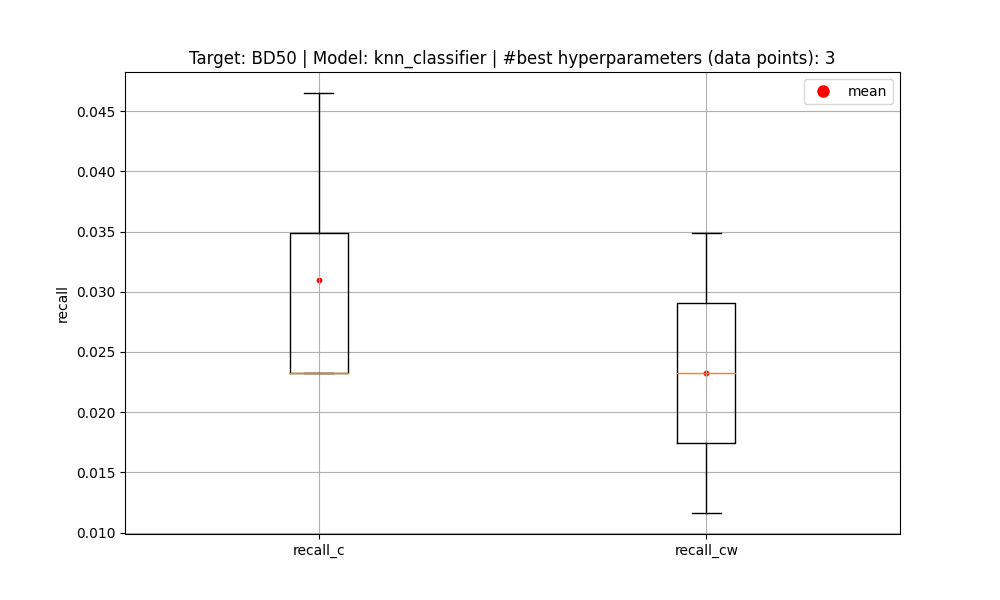 Target: BD50 | Model: knn_classifier | #best hyperparameters (data points): 3
mean
0.045
0.040
0.035
0.030
0.025
0.020
0.015
0.010
recall
recall_c
recall_cw